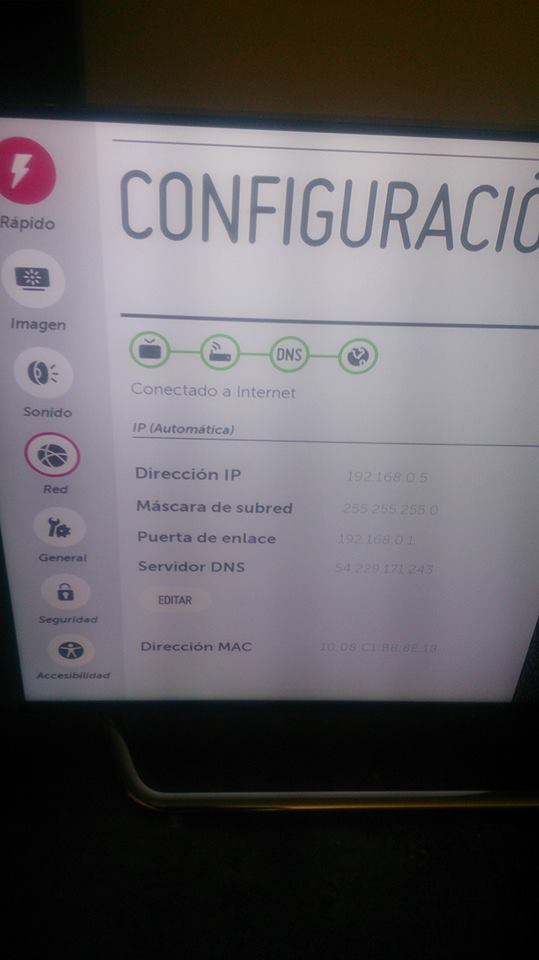 CONFIGURACIÓ
Rápido
Imagen
Sonido
Red
General
Seguridad
Accesibilidad
DNS
Conectado a Internet
IP (Automática)
Dirección IP 192.168.0.5
Máscara de subred 255.255.255.0
Puerta de enlace 192.168.0.1
Servidor DNS 54.229.171.243
EDITAR
Dirección MAC